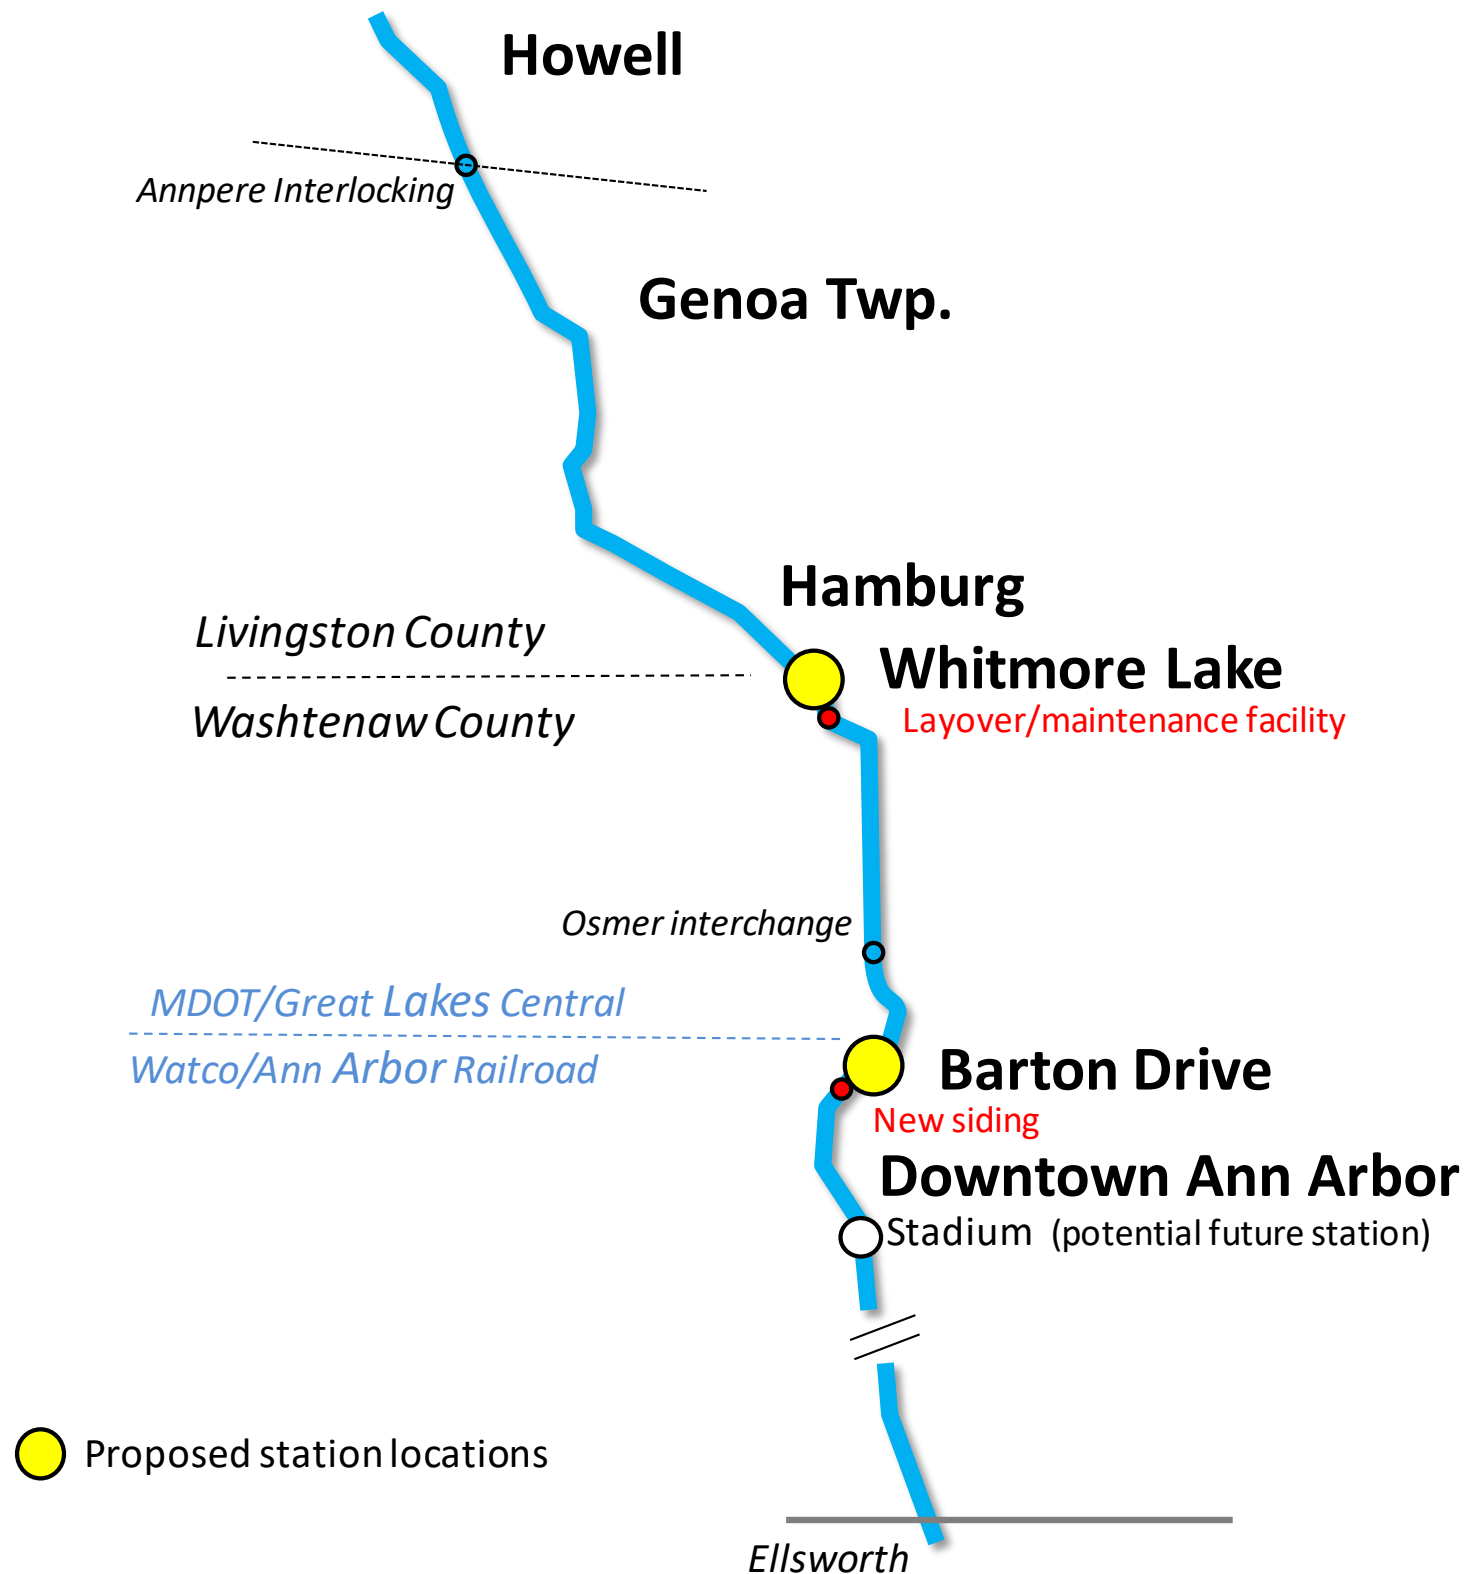 Howell
Annpere Interlocking
Genoa Twp.
Hamburg
Livingston County
Whitmore Lake
Washtenaw County
Layover/maintenance facility
Osmer interchange
MDOT/Great Lakes Central
Watco/Ann Arbor Railroad
Barton Drive
New siding
Downtown Ann Arbor
Stadium (potential future station)
Proposed station locations
Ellsworth